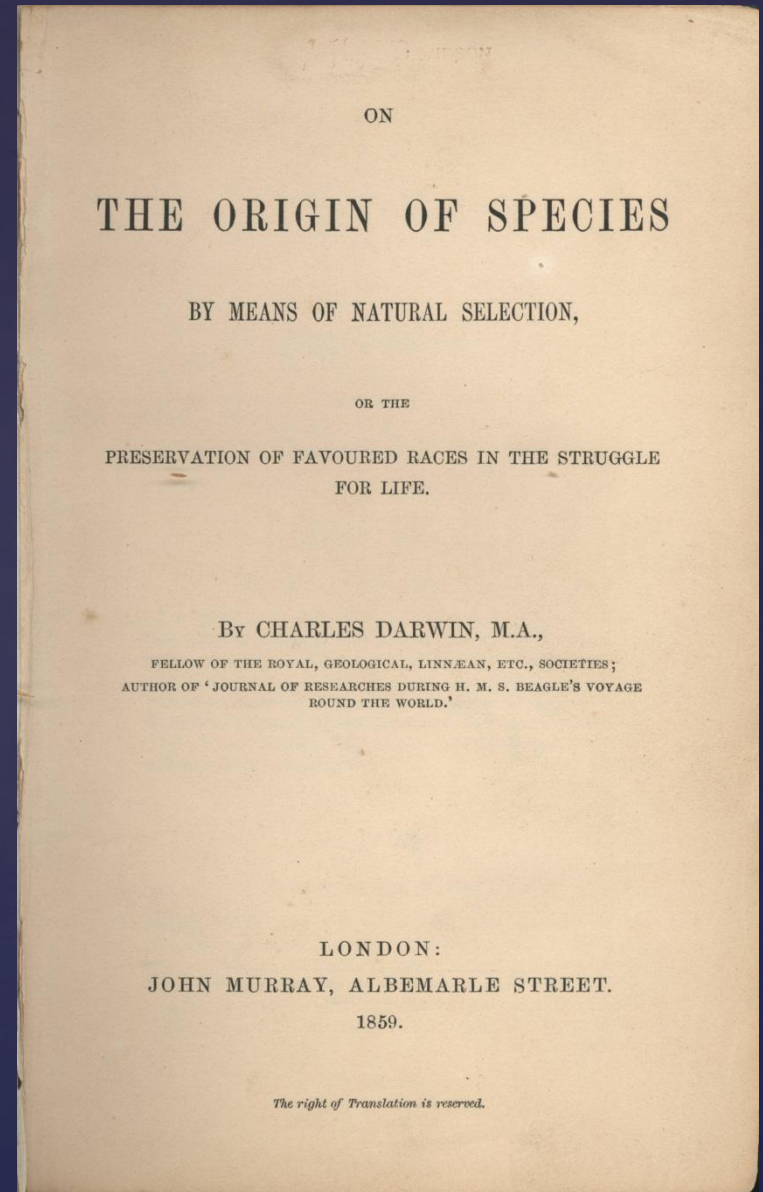 ON
THE ORIGIN OF SPECIES
BY MEANS OF NATURAL SELECTION,
OR THE
PRESERVATION OF FAVOURED RACES IN THE STRUGGLE
FOR LIFE.
BY CHARLES DARWIN, M.A.,
FELLOW OF THE ROYAL, GEOLOGICAL, LINNÆAN, ETC., SOCIETIES;
AUTHOR OF ‘JOURNAL OF RESEARCHES DURING H. M. S. BEAGLE’S VOYAGE
ROUND THE WORLD.’
LONDON:
JOHN MURRAY, ALBEMARLE STREET.
1859.
The right of Translation is reserved.